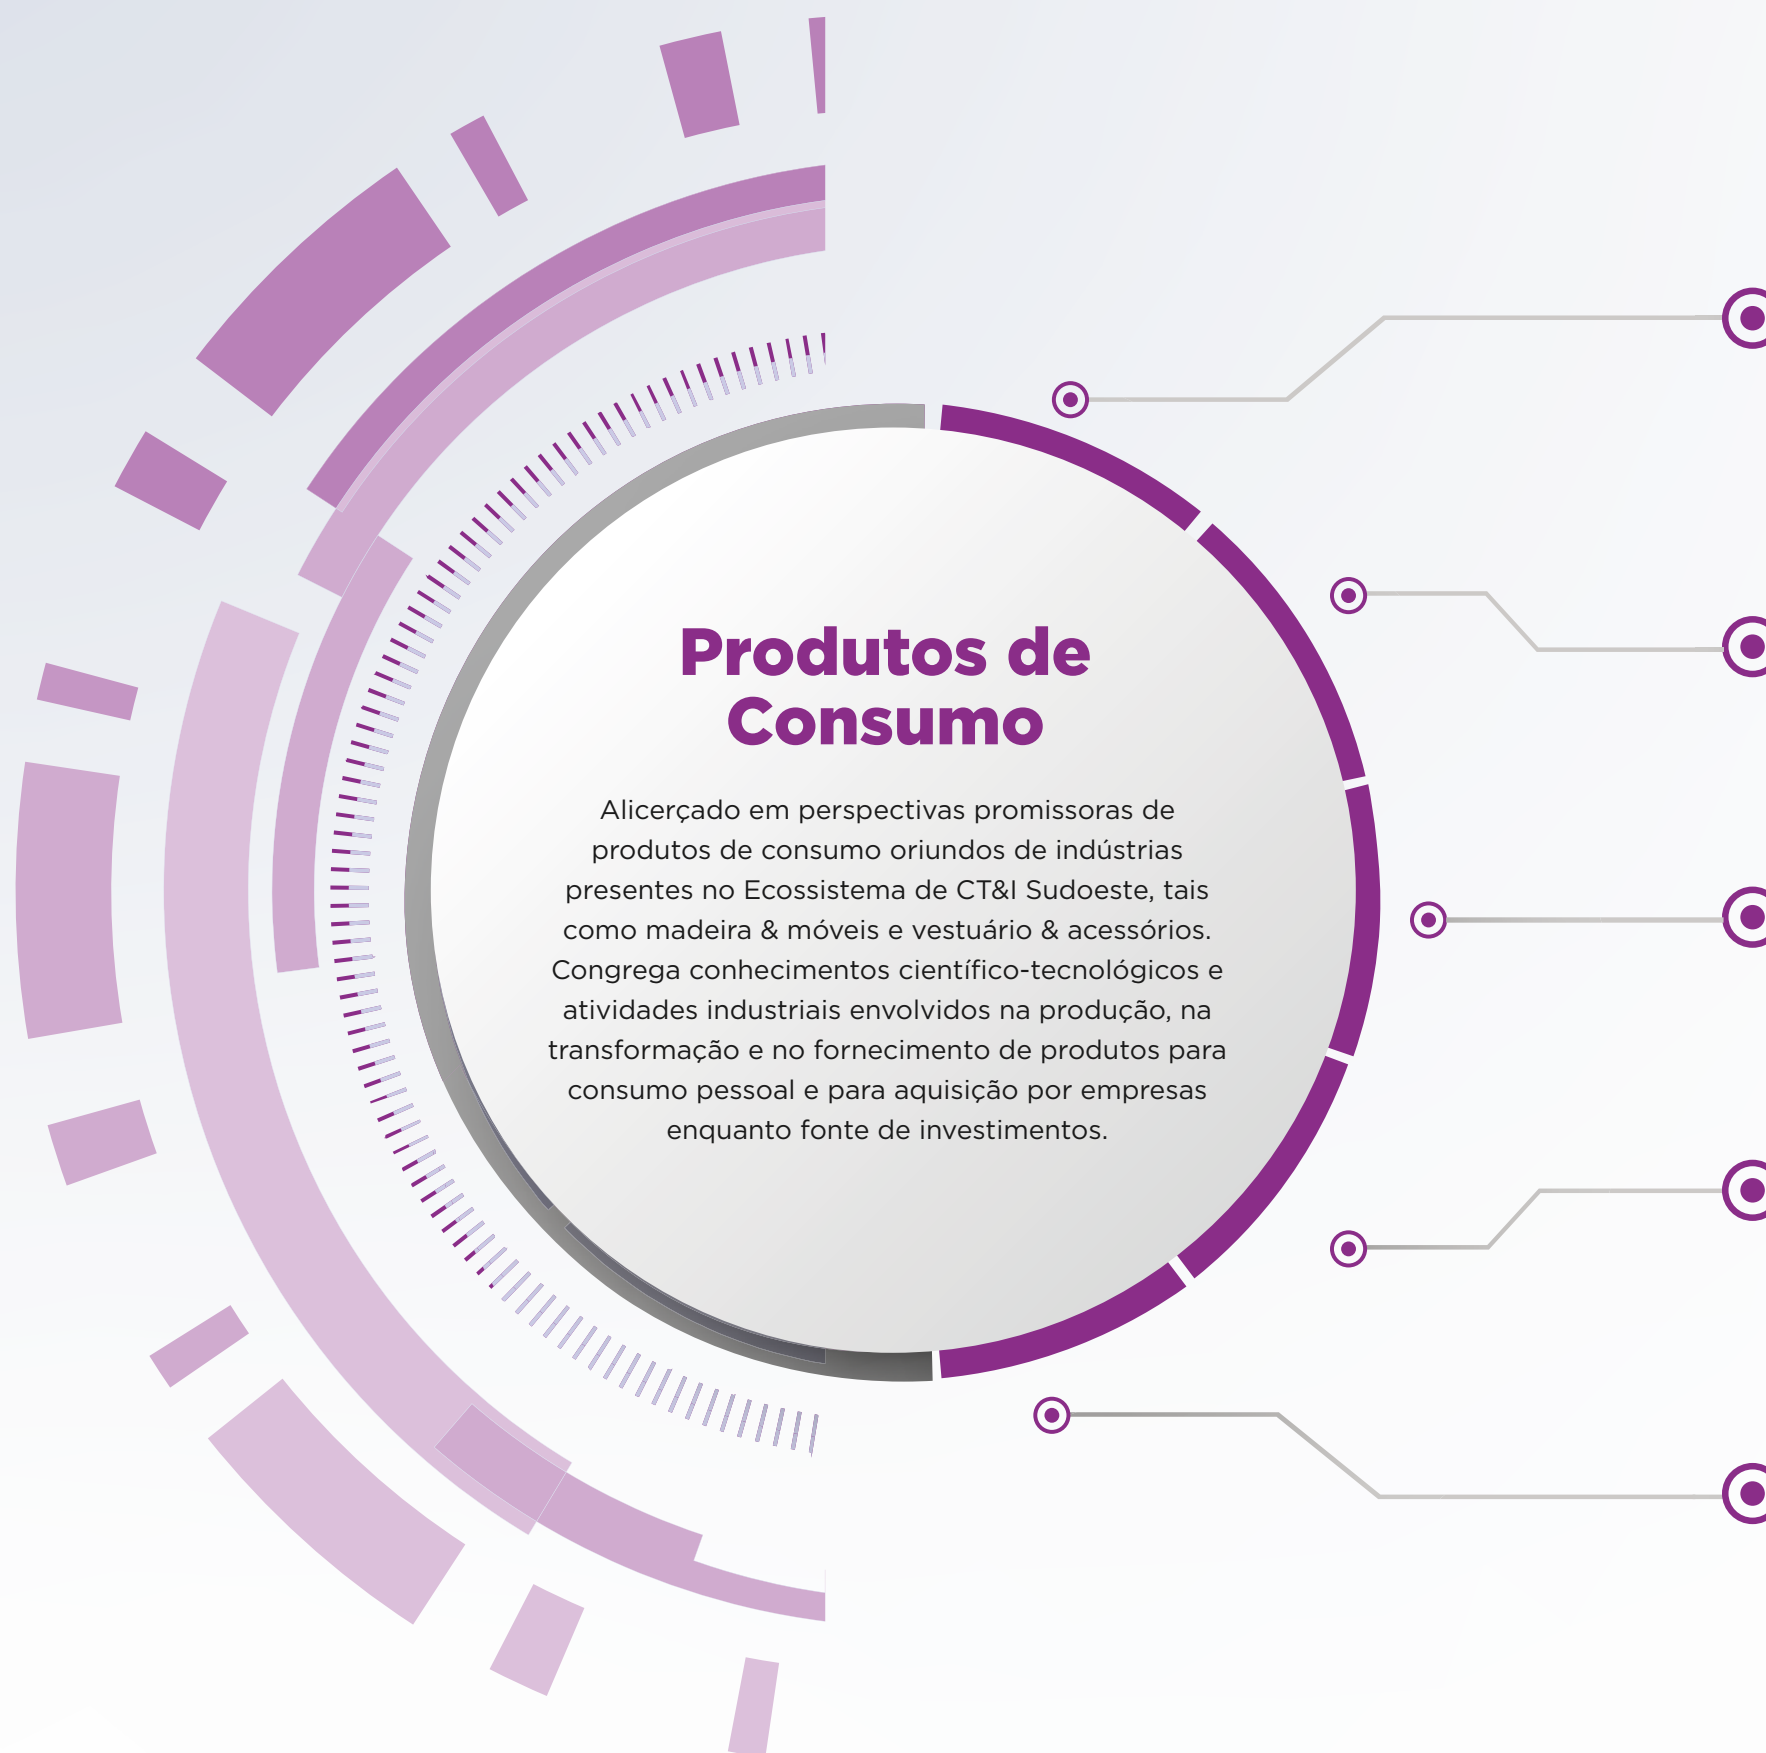 Produtos de
Consumo
Alicerçado em perspectivas promissoras de
produtos de consumo oriundos de indústrias
presentes no Ecossistema de CT&I Sudoeste, tais
como madeira & móveis e vestuário & acessórios.
Congrega conhecimentos científico-tecnológicos e
atividades industriais envolvidos na produção, na
transformação e no fornecimento de produtos para
consumo pessoal e para aquisição por empresas
enquanto fonte de investimentos.